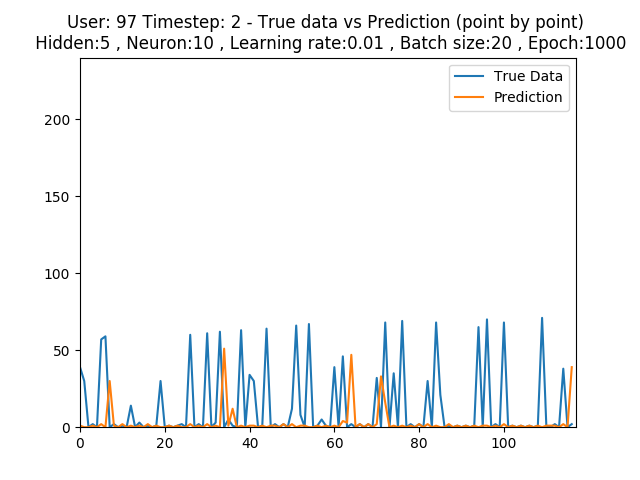 User: 97 Timestep: 2 - True data vs Prediction (point by point)
Hidden:5 , Neuron:10 , Learning rate:0.01 , Batch size:20 , Epoch:1000
True Data
Prediction
200
150
100
50
0
0 20 40 60 80 100